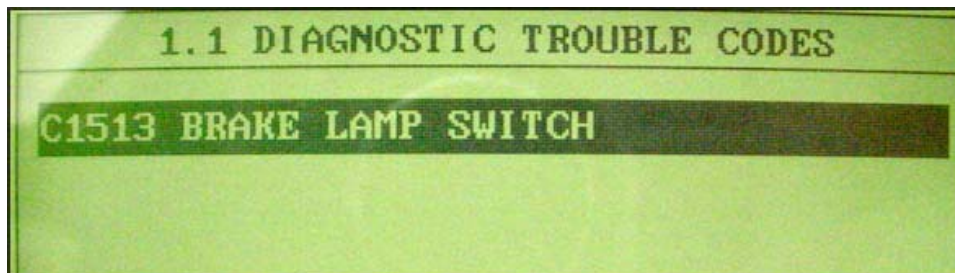 1.1 DIAGNOSTIC TROUBLE CODES
C1513 BRAKE LAMP SWITCH